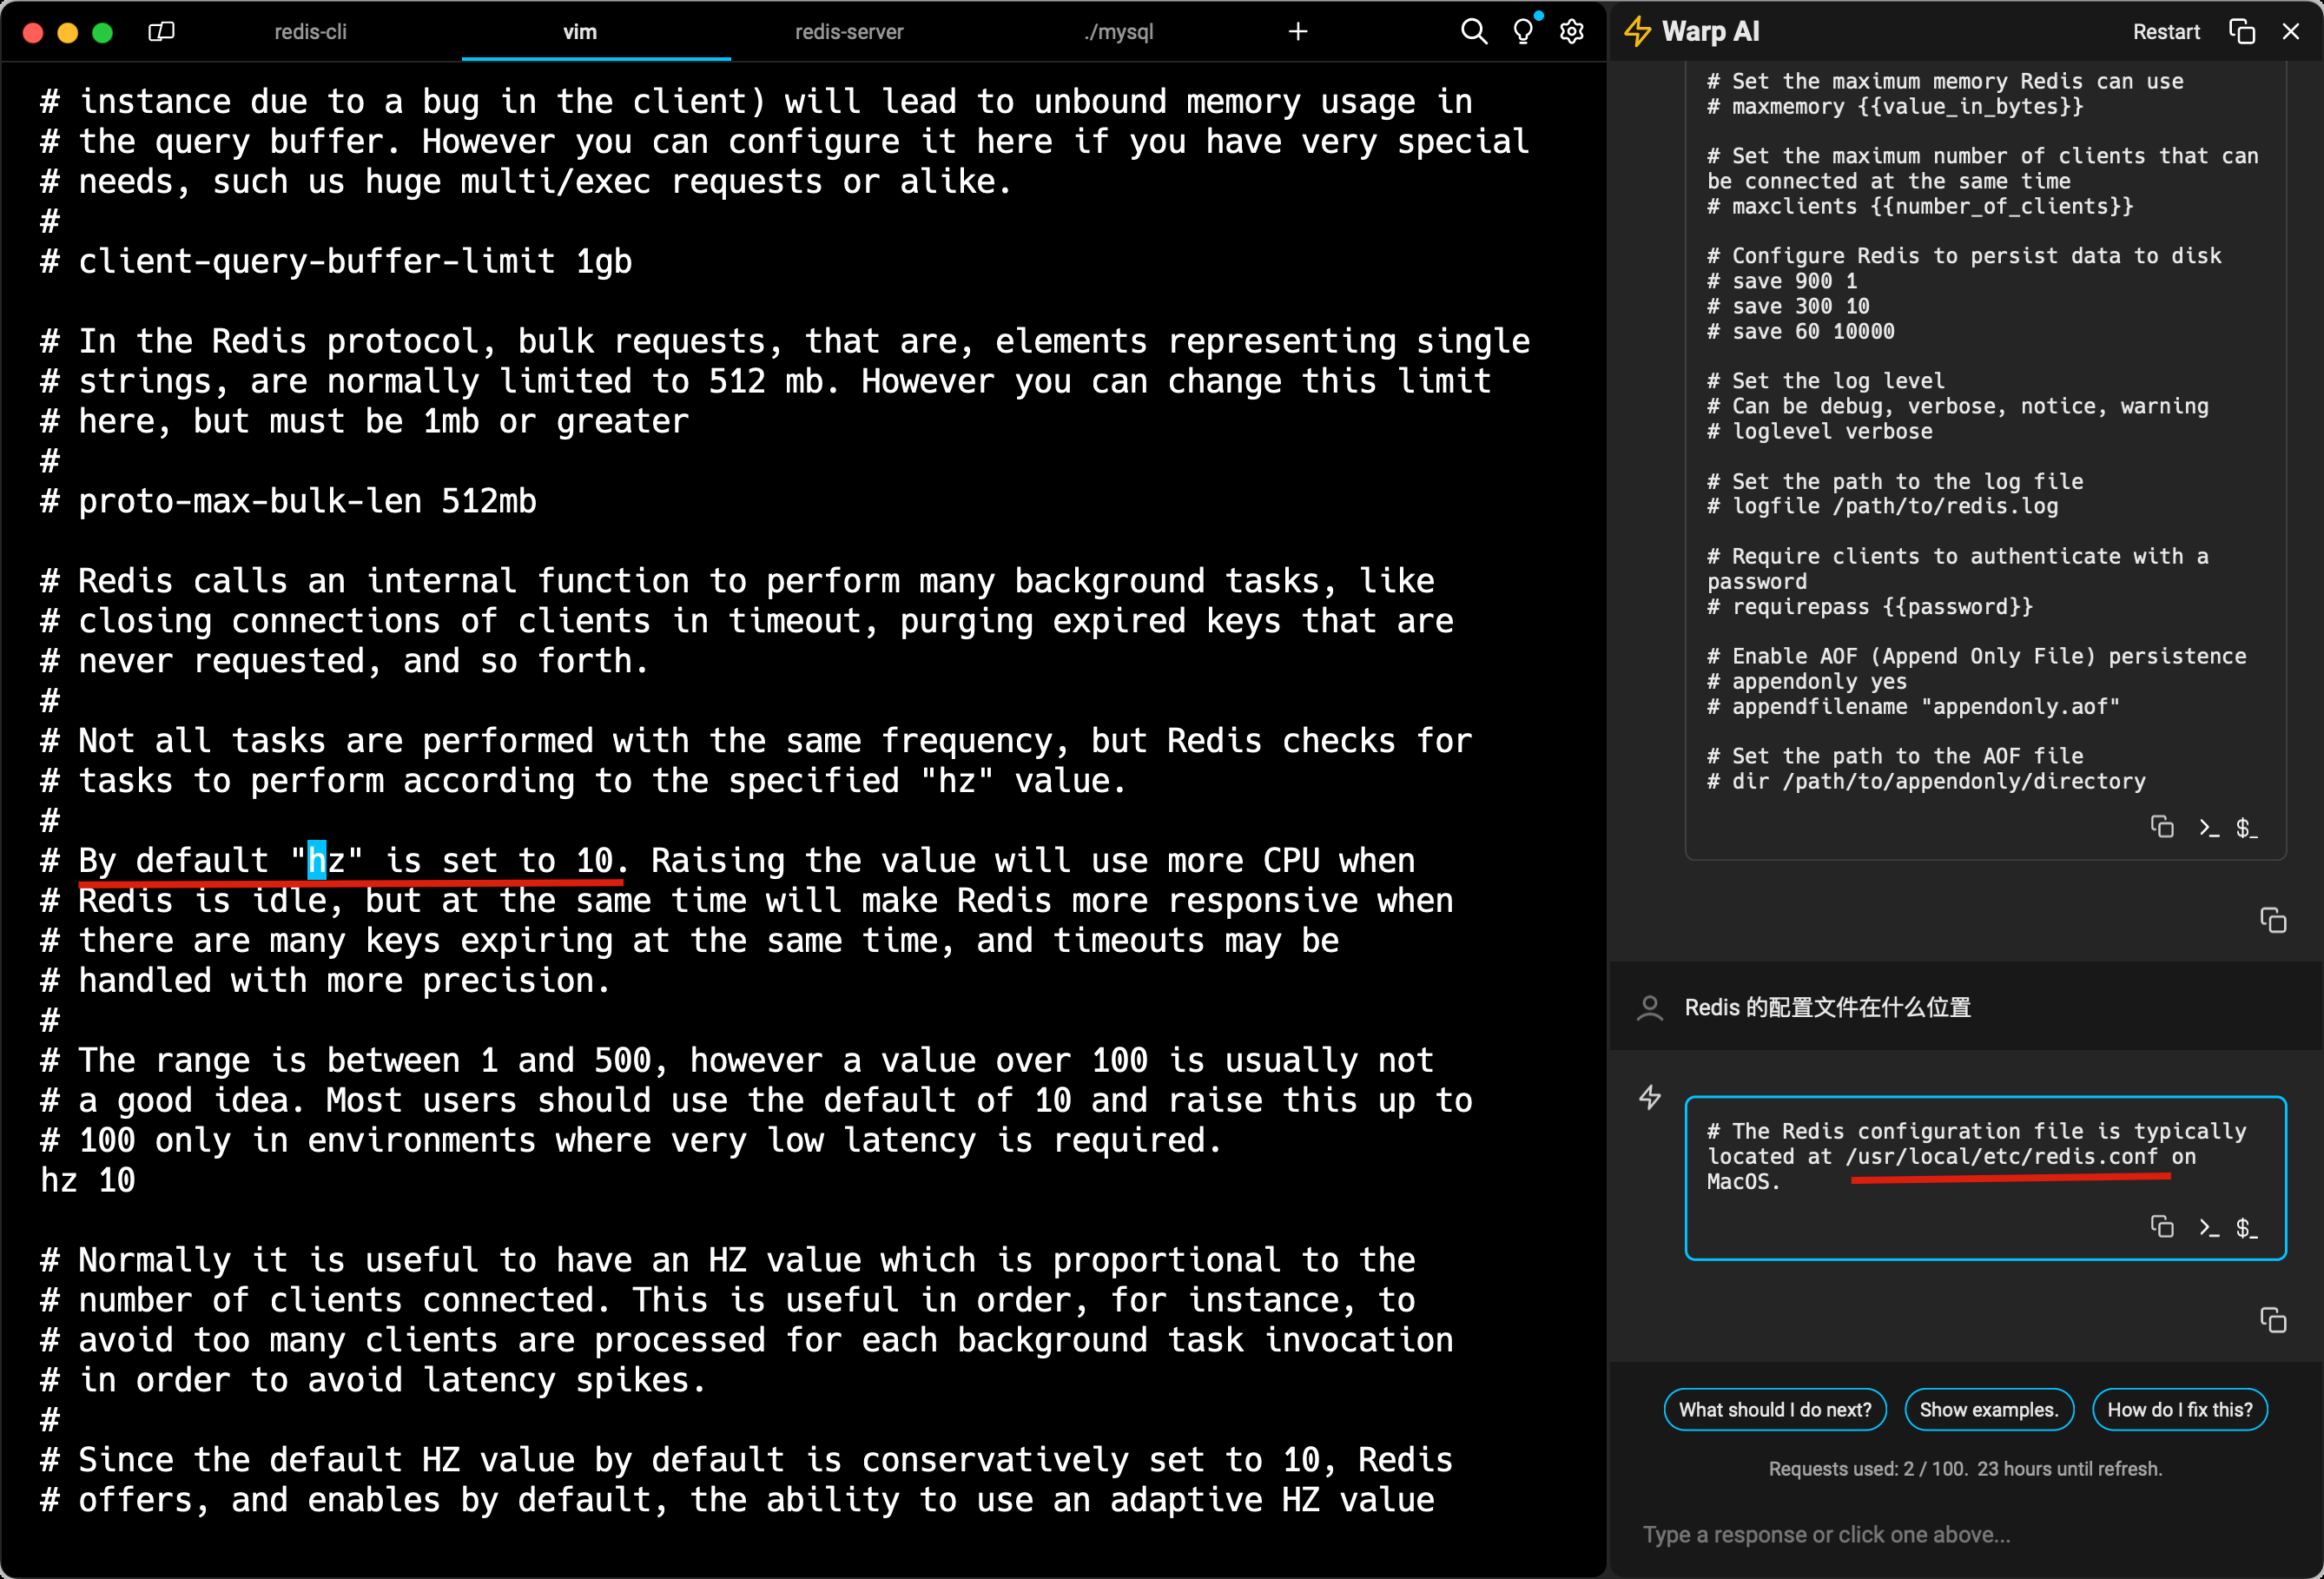 redis-cli
vim
redis-server
./mysql
# instance due to a bug in the client) will lead to unbound memory usage in
# the query buffer. However you can configure it here if you have very special
# needs, such us huge multi/exec requests or alike.
#
# client-query-buffer-limit 1gb
# In the Redis protocol, bulk requests, that are, elements representing single
# strings, are normally limited to 512 mb. However you can change this limit
# here, but must be 1mb or greater
#
# proto-max-bulk-len 512mb
# Redis calls an internal function to perform many background tasks, like
# closing connections of clients in timeout, purging expired keys that are
# never requested, and so forth.
#
# Not all tasks are performed with the same frequency, but Redis checks for
# tasks to perform according to the specified "hz" value.
#
# By default "hz" is set to 10. Raising the value will use more CPU when
# Redis is idle, but at the same time will make Redis more responsive when
# there are many keys expiring at the same time, and timeouts may be
# handled with more precision.
#
# The range is between 1 and 500, however a value over 100 is usually not
# a good idea. Most users should use the default of 10 and raise this up to
# 100 only in environments where very low latency is required.
hz 10
# Normally it is useful to have an HZ value which is proportional to the
# number of clients connected. This is useful in order, for instance, to
# avoid too many clients are processed for each background task invocation
# in order to avoid latency spikes.
#
# Since the default HZ value by default is conservatively set to 10, Redis
# offers, and enables by default, the ability to use an adaptive HZ value
Warp AI
Restart
# Set the maximum memory Redis can use
# maxmemory {{value_in_bytes}}
# Set the maximum number of clients that can
be connected at the same time
# maxclients {{number_of_clients}}
# Configure Redis to persist data to disk
# save 900 1
# save 300 10
# save 60 10000
# Set the log level
# Can be debug, verbose, notice, warning
# loglevel verbose
# Set the path to the log file
# logfile /path/to/redis.log
# Require clients to authenticate with a
password
# requirepass {{password}}
# Enable AOF (Append Only File) persistence
# appendonly yes
# appendfilename "appendonly.aof"
# Set the path to the AOF file
# dir /path/to/appendonly/directory
>_ $_
Redis 的配置文件在什么位置
# The Redis configuration file is typically
located at /usr/local/etc/redis.conf on
MacOS.
>_ $_
What should I do next?
Show examples.
How do I fix this?
Requests used: 2 / 100. 23 hours until refresh.
Type a response or click one above...